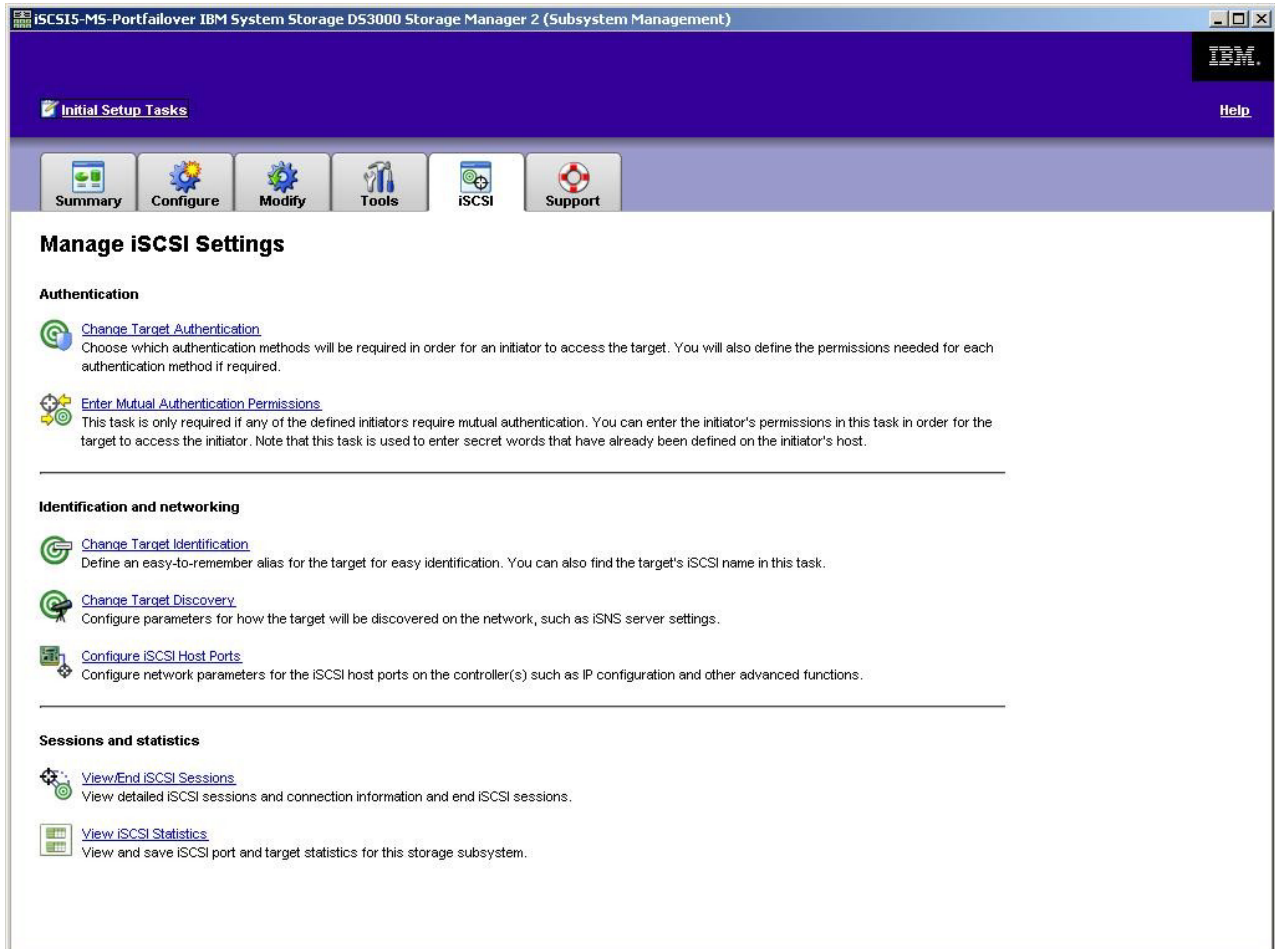 iSCSI5-MS-Portfailover IBM System Storage DS3000 Storage Manager 2 (Subsystem Management)
IBM.
Initial Setup Tasks
Help
Summary
Configure
Modify
Tools
iSCSI
Support
Manage iSCSI Settings
Authentication
Change Target Authentication
Choose which authentication methods will be required in order for an initiator to access the target. You will also define the permissions needed for each
authentication method if required.
Enter Mutual Authentication Permissions
This task is only required if any of the defined initiators require mutual authentication. You can enter the initiator's permissions in this task in order for the
target to access the initiator. Note that this task is used to enter secret words that have already been defined on the initiator's host.
Identification and networking
Change Target Identification
Define an easy-to-remember alias for the target for easy identification. You can also find the target's iSCSI name in this task.
Change Target Discovery
Configure parameters for how the target will be discovered on the network, such as iSNS server settings.
Configure iSCSI Host Ports
Configure network parameters for the iSCSI host ports on the controller(s) such as IP configuration and other advanced functions.
Sessions and statistics
View/End iSCSI Sessions
View detailed iSCSI sessions and connection information and end iSCSI sessions.
View iSCSI Statistics
View and save iSCSI port and target statistics for this storage subsystem.